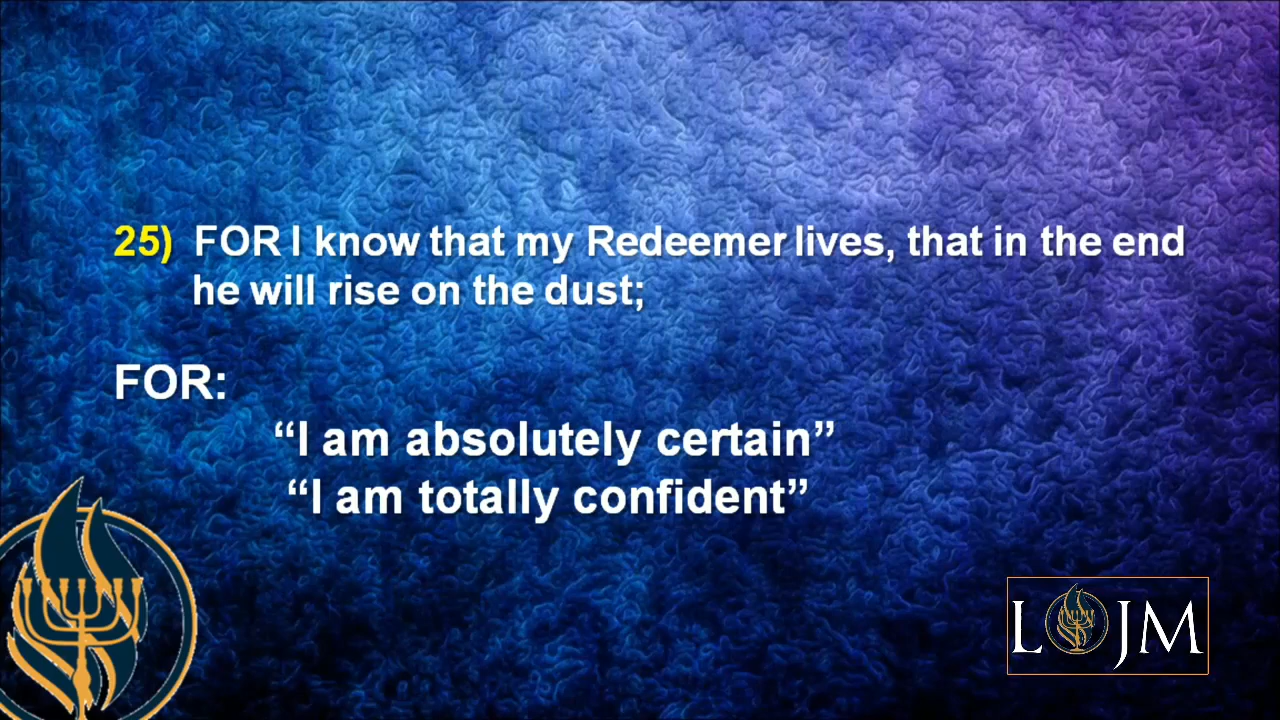 25) FOR I know that my Redeemer lives, that in the end
he will rise on the dust;
FOR:
“I am absolutely certain”
“I am totally confident”
LOJM